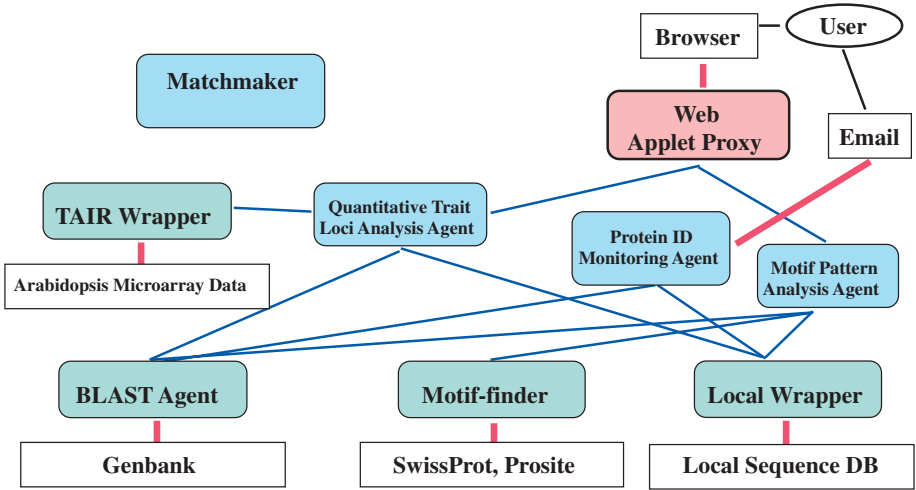 User
Browser
Matchmaker
Web
Applet Proxy
Email
TAIR Wrapper
Quantitative Trait
Loci Analysis Agent
Protein ID
Monitoring Agent
Motif Pattern
Analysis Agent
Arabidopsis Microarray Data
BLAST Agent
Motif-finder
Local Wrapper
Genbank
SwissProt, Prosite
Local Sequence DB